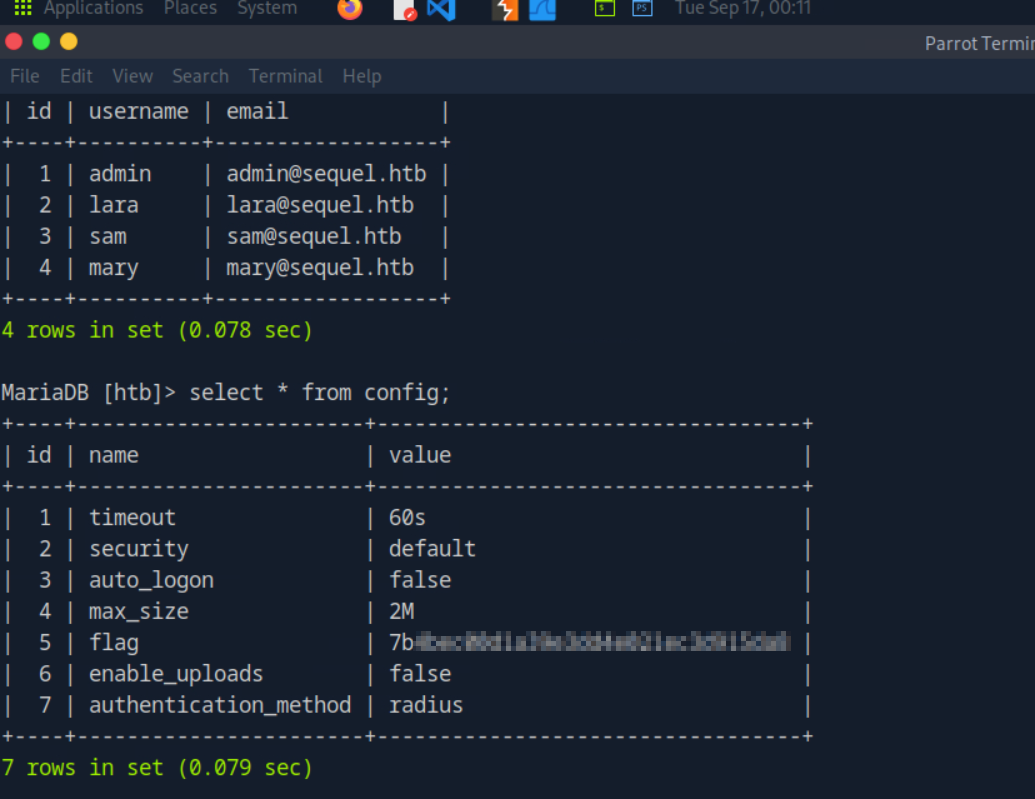 Applications Places System Tue Sep 17, 00:11
Parrot Termin
File Edit View Search Terminal Help
| id | username | email            |
+----+----------+------------------+
|  1 | admin    | admin@sequel.htb |
|  2 | lara     | lara@sequel.htb  |
|  3 | sam      | sam@sequel.htb   |
|  4 | mary     | mary@sequel.htb  |
+----+----------+------------------+
4 rows in set (0.078 sec)
MariaDB [htb]> select * from config;
+----+-----------------------+----------------------------------+
| id | name                  | value                            |
+----+-----------------------+----------------------------------+
|  1 | timeout               | 60s                              |
|  2 | security              | default                          |
|  3 | auto_logon            | false                            |
|  4 | max_size              | 2M                               |
|  5 | flag                  | 7b                               |
|  6 | enable_uploads        | false                            |
|  7 | authentication_method | radius                           |
+----+-----------------------+----------------------------------+
7 rows in set (0.079 sec)